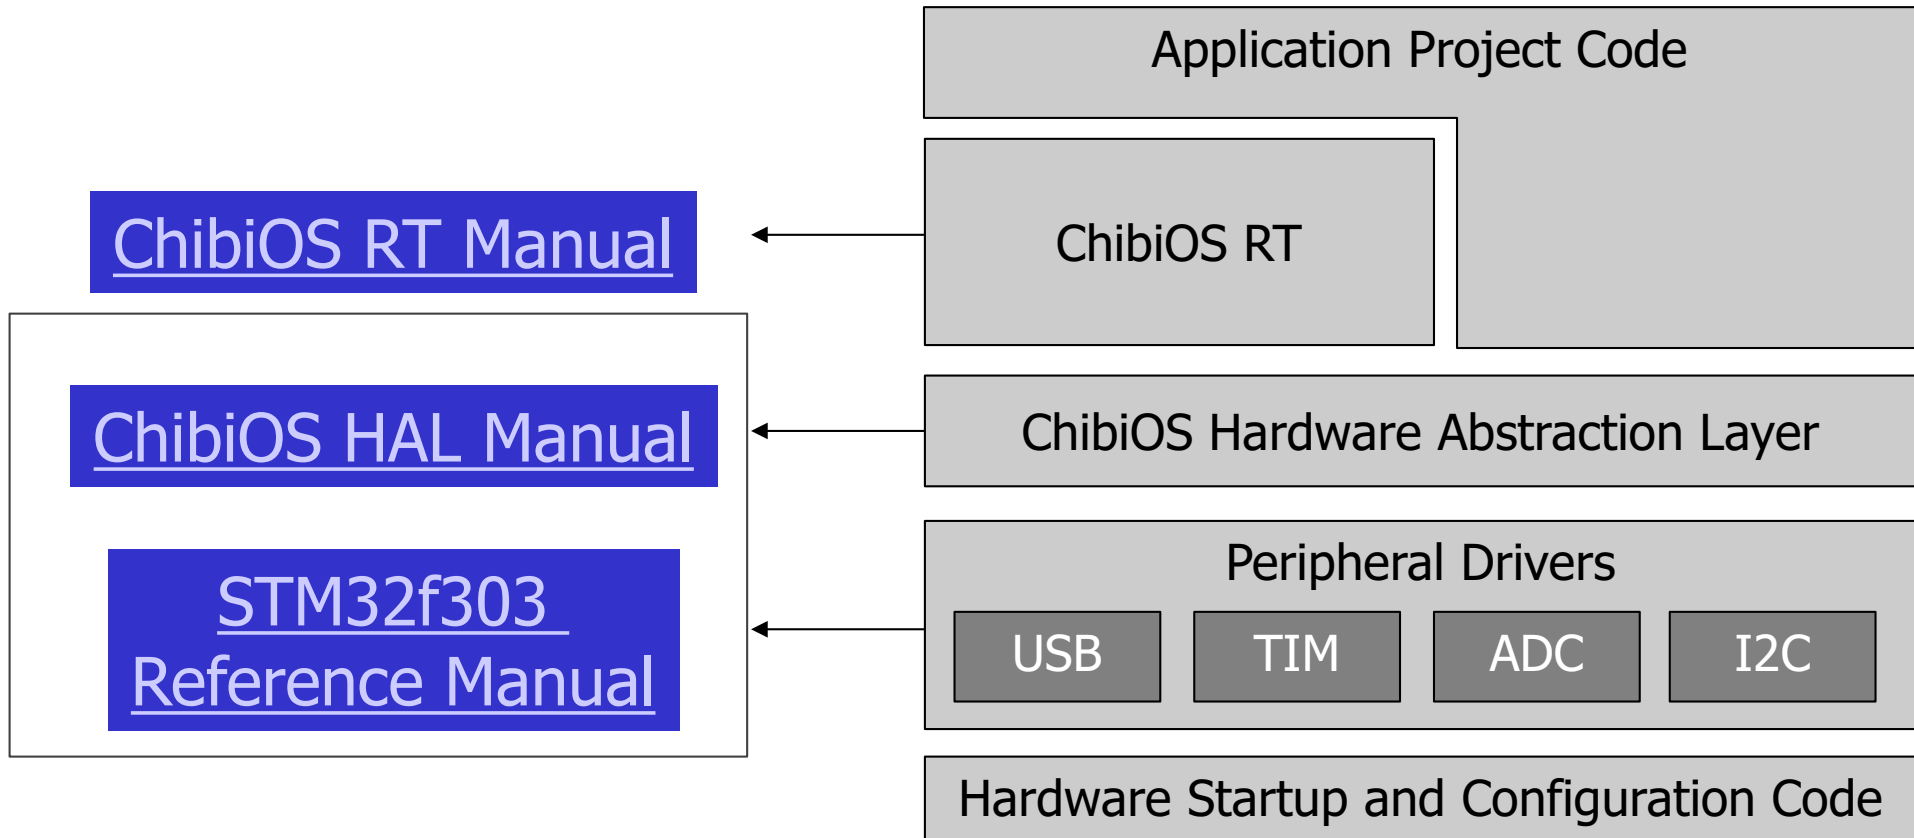 Application Project Code
ChibiOS RT Manual
ChibiOS RT
ChibiOS HAL Manual
ChibiOS Hardware Abstraction Layer
STM32f303
Reference Manual
Peripheral Drivers
USB
TIM
ADC
I2C
Hardware Startup and Configuration Code